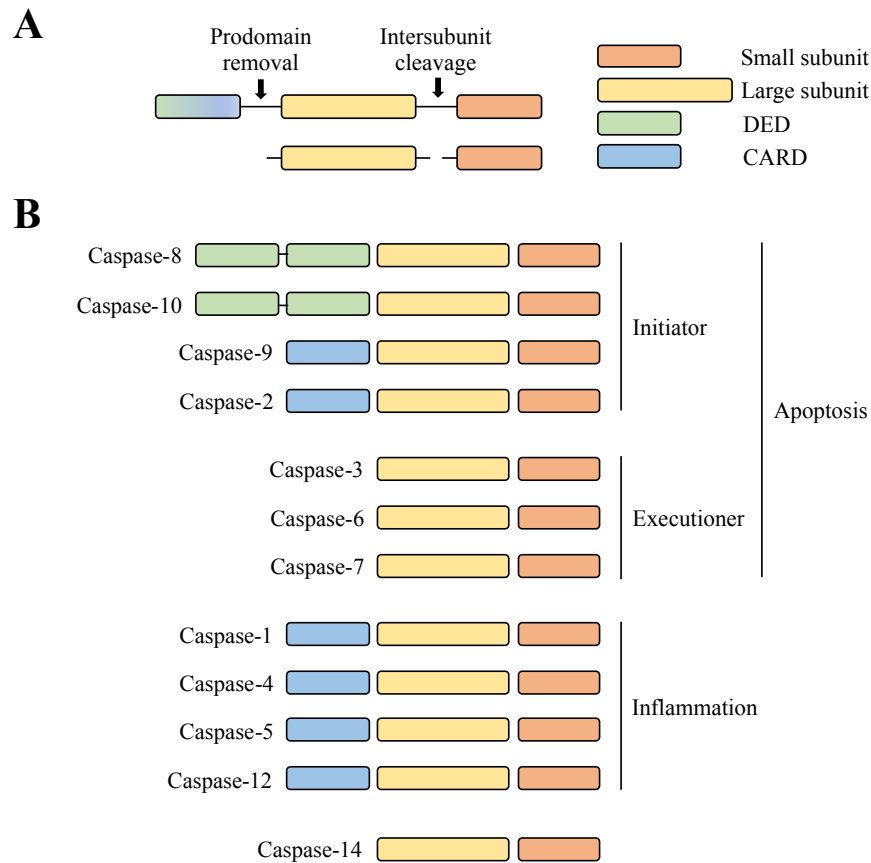 A
Prodomain
removal
Intersubunit
cleavage
Small subunit
Large subunit
DED
CARD
B
Caspase-8
Caspase-10
Caspase-9
Caspase-2
Initiator
Caspase-3
Caspase-6
Caspase-7
Executioner
Apoptosis
Caspase-1
Caspase-4
Caspase-5
Caspase-12
Inflammation
Caspase-14